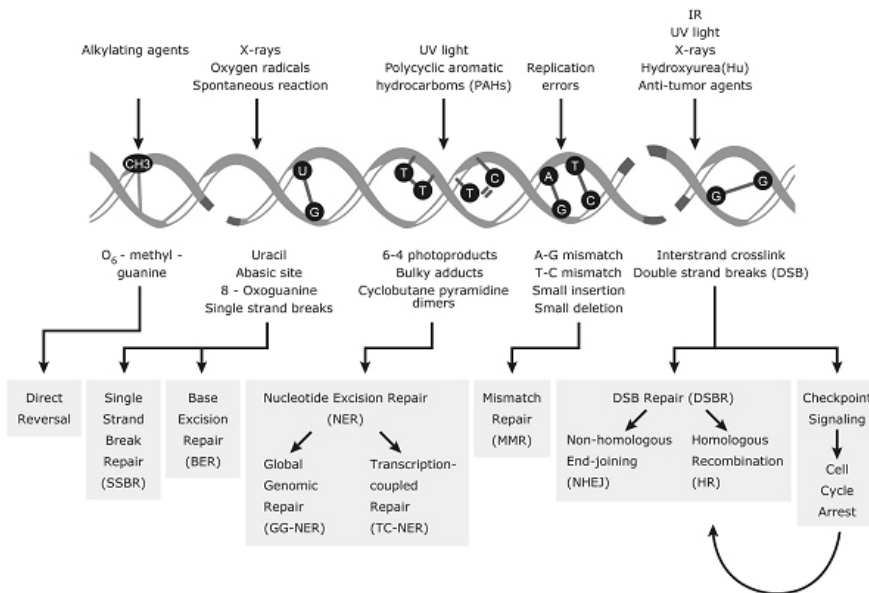 Alkylating agents
X-rays
Oxygen radicals
Spontaneous reaction
UV light
Polycyclic aromatic
hydrocarboms (PAHs)
Replication
errors
IR
UV light
X-rays
Hydroxyurea(Hu)
Anti-tumor agents
CH3
U
G
T
T
T
C
A
G
T
C
G
G
O6 - methyl -
guanine
Uracil
Abasic site
8 - Oxoguanine
Single strand breaks
6-4 photoproducts
Bulky adducts
Cyclobutane pyramidine
dimers
A-G mismatch
T-C mismatch
Small insertion
Small deletion
Interstrand crosslink
Double strand breaks (DSB)
Direct
Reversal
Single
Strand
Break
Repair
(SSBR)
Base
Excision
Repair
(BER)
Nucleotide Excision Repair
(NER)
Global
Genomic
Repair
(GG-NER)
Transcription-
coupled
Repair
(TC-NER)
Mismatch
Repair
(MMR)
DSB Repair (DSBR)
Non-homologous
End-joining
(NHEJ)
Homologous
Recombination
(HR)
Checkpoint
Signaling
Cell
Cycle
Arrest